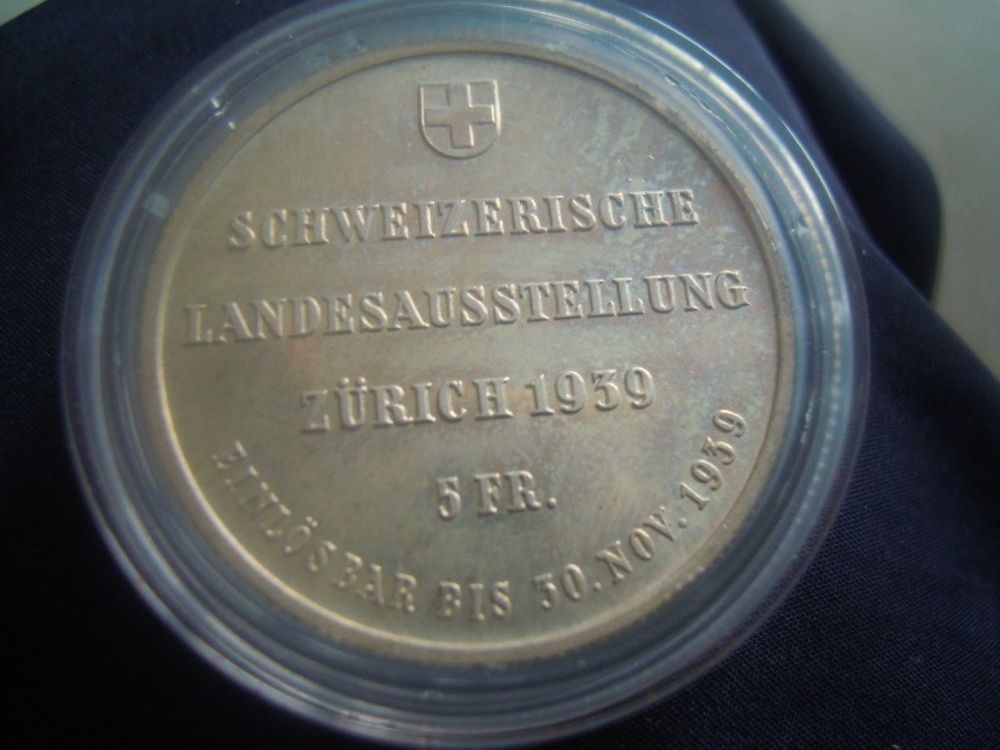 SCHWEIZERISCHE
LANDESAUSSTELLUNG
ZÜRICH 1939
5 FR.
EINLÖSBAR BIS 30. NOV. 1939